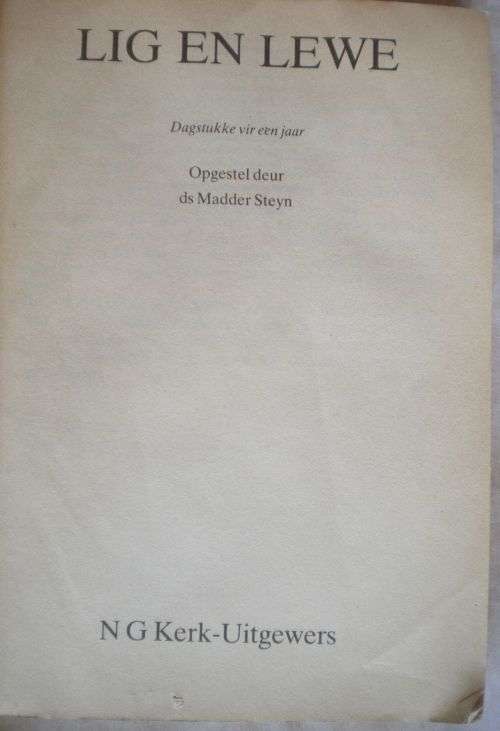 LIG EN LEWE
Dagstukke vir een jaar
Opgestel deur
ds Madder Steyn
N G Kerk-Uitgewers